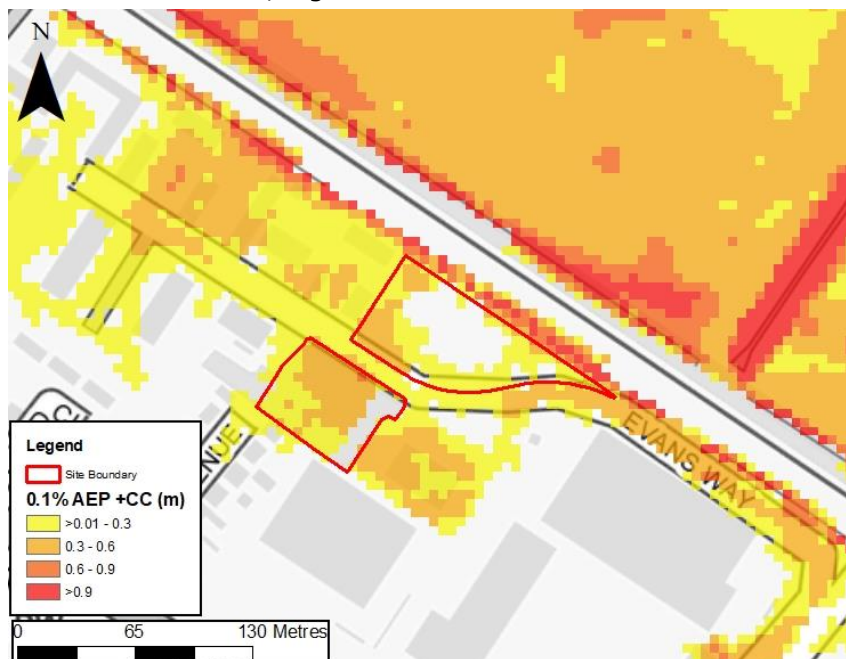 N
EVANS WAY
Legend
Site Boundary
0.1% AEP +CC (m)
>0.01 - 0.3
0.3 - 0.6
0.6 - 0.9
>0.9
0 65 130 Metres